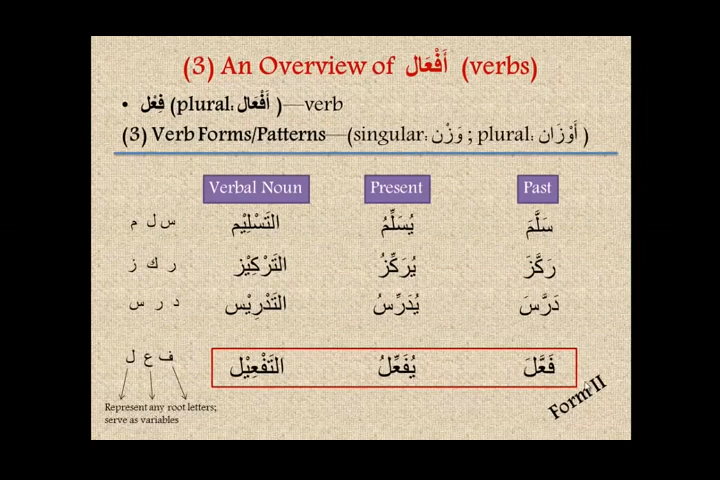 (3) An Overview of أَفْعَال (verbs)
• فِعْل (plural: أَفْعَال )—verb
(3) Verb Forms/Patterns—(singular: وَزْن ; plural: أَوْزَان )
Verbal Noun Present Past
س ل م التَسْلِيْم يُسَلِّمُ سَلَّمَ
ر ك ز التَرْكِيْز يُرَكِّزُ رَكَّزَ
د ر س التَدْرِيْس يُدَرِّسُ دَرَّسَ
ف ع ل التَفْعِيْل يُفَعِّلُ فَعَّلَ
Form II
Represent any root letters;
serve as variables